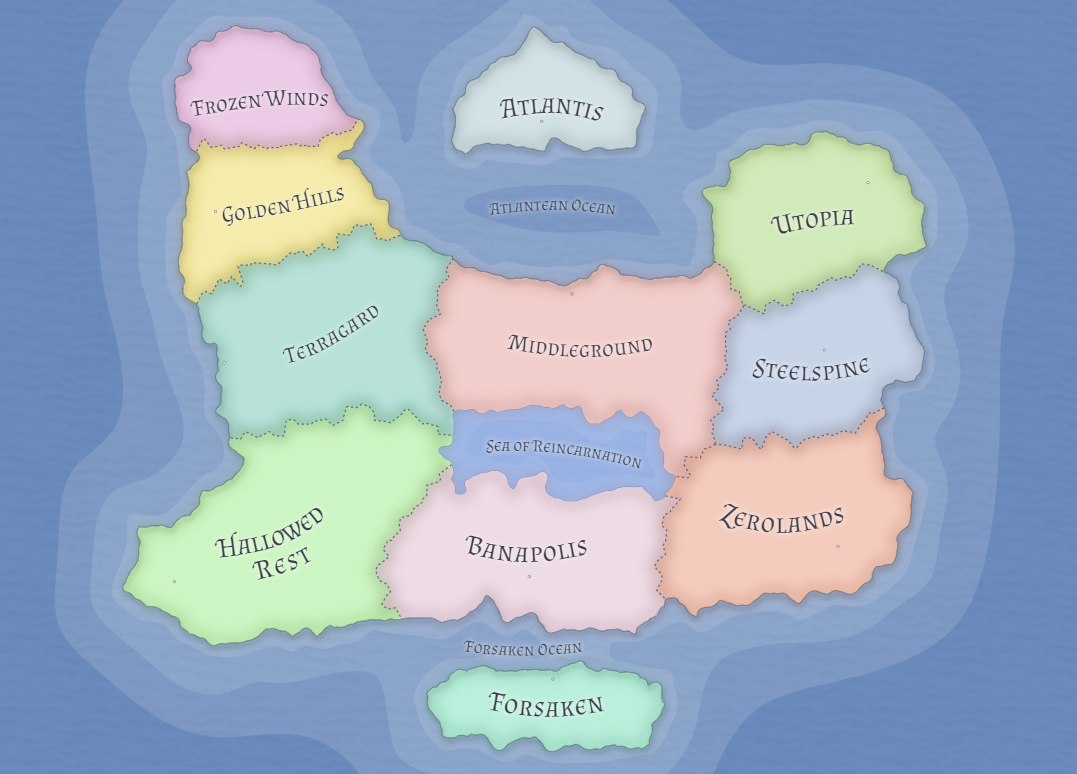 Frozen Winds
Atlantis
Golden Hills
Atlantean Ocean
Utopia
Terragard
Middleground
Steelspine
Sea of Reincarnation
Hallowed
Rest
Banapolis
Zerolands
Forsaken Ocean
Forsaken